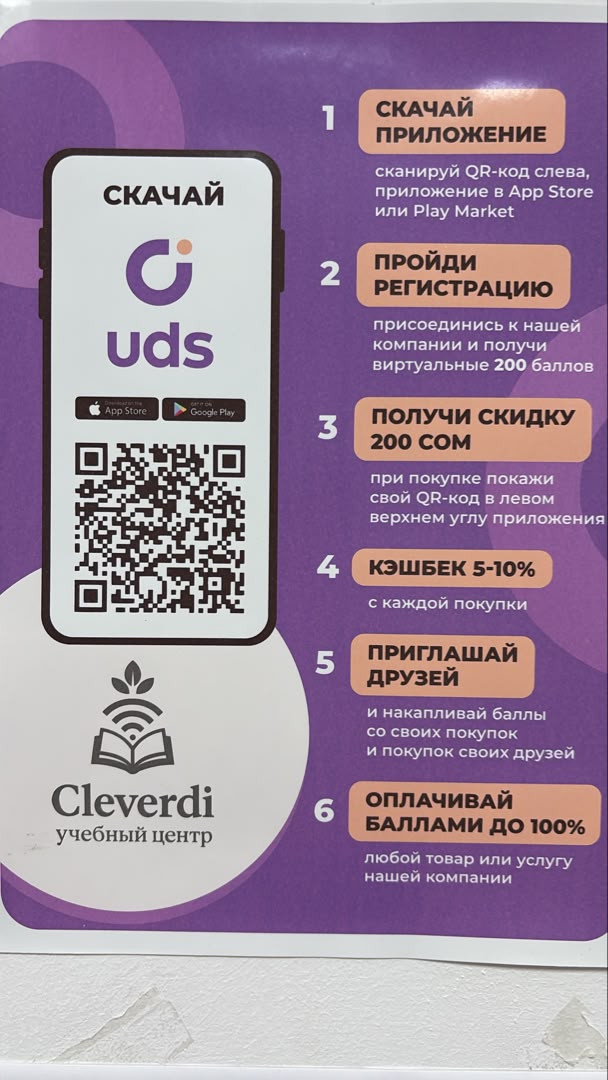 СКАЧАЙ
uds
Download on the
App Store
GET IT ON
Google Play
Cleverdi
учебный центр
1
СКАЧАЙ
ПРИЛОЖЕНИЕ
сканируй QR-код слева,
приложение в App Store
или Play Market
2
ПРОЙДИ
РЕГИСТРАЦИЮ
присоединись к нашей
компании и получи
виртуальные 200 баллов
3
ПОЛУЧИ СКИДКУ
200 СОМ
при покупке покажи
свой QR-код в левом
верхнем углу приложения
4
КЭШБЕК 5-10%
с каждой покупки
5
ПРИГЛАШАЙ
ДРУЗЕЙ
и накапливай баллы
со своих покупок
и покупок своих друзей
6
ОПЛАЧИВАЙ
БАЛЛАМИ ДО 100%
любой товар или услугу
нашей компании